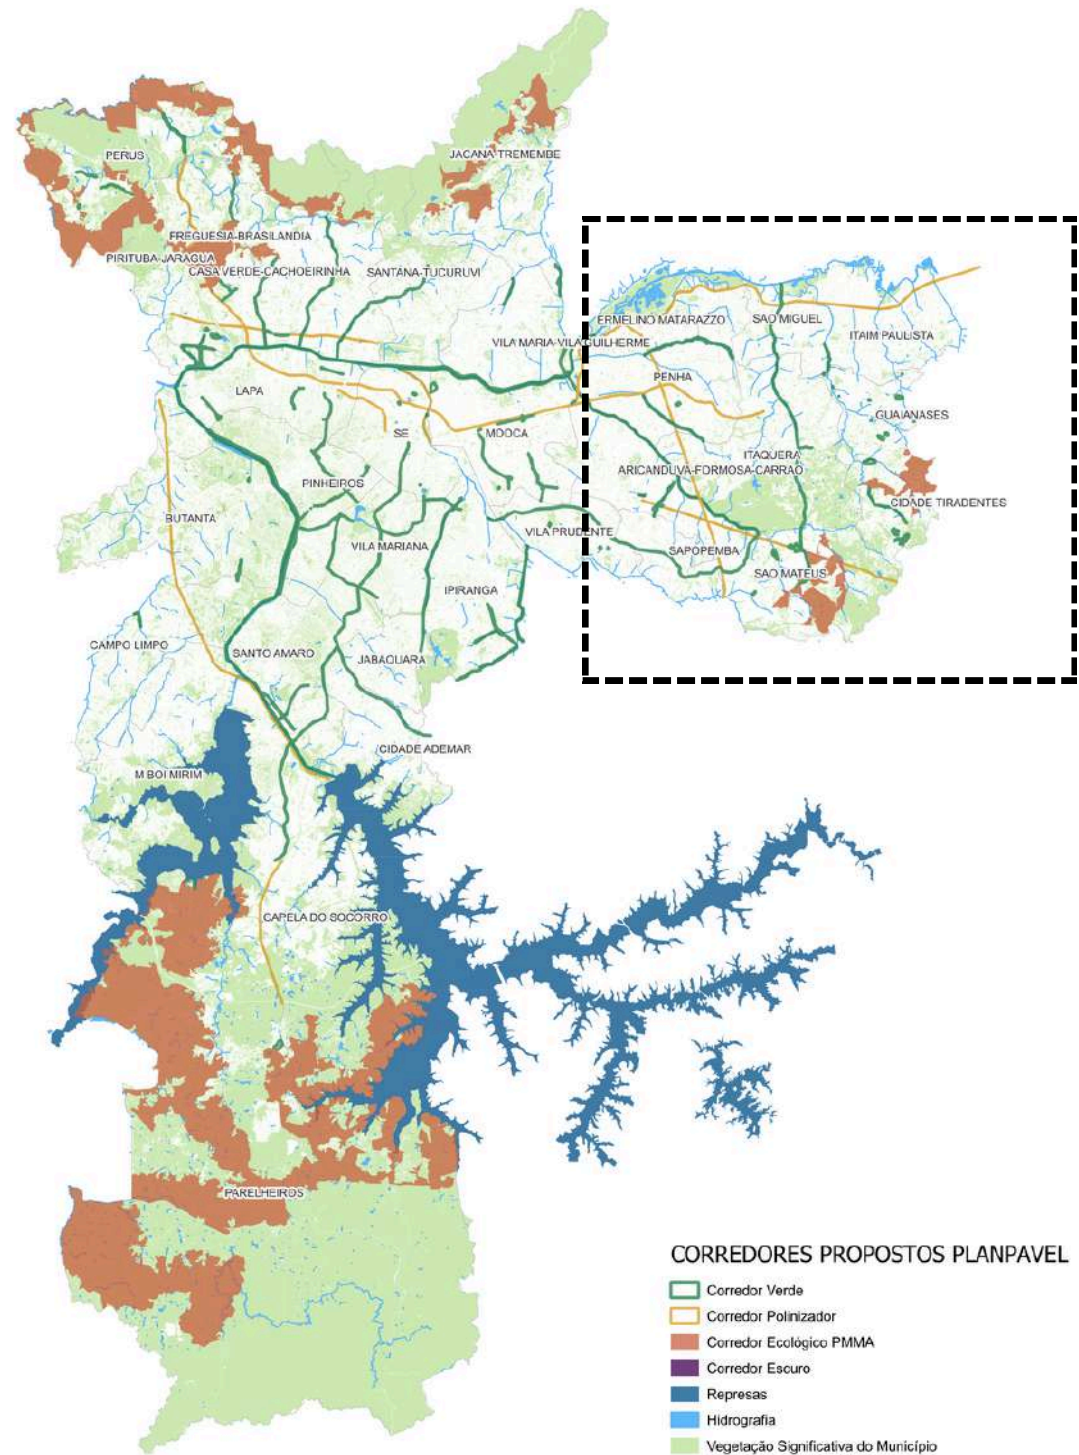 PERUS
JACANA-TREMEMBE
FREGUESIA-BRASILANDIA
PIRITUBA-JARAGUA
CASA VERDE-CACHOEIRINHA
SANTANA-TUCURUVI
ERMELINO MATARAZZO
SAO MIGUEL
ITAIM PAULISTA
VILA MARIA-VILA GUILHERME
PENHA
LAPA
GUAIANASES
SE
MOOCA
ITAQUERA
ARICANDUVA-FORMOSA-CARRAO
PINHEIROS
CIDADE TIRADENTES
BUTANTA
VILA PRUDENTE
VILA MARIANA
SAPOPEMBA
SAO MATEUS
IPIRANGA
CAMPO LIMPO
SANTO AMARO
JABAQUARA
CIDADE ADEMAR
M BOI MIRIM
CAPELA DO SOCORRO
PARELHEIROS
CORREDORES PROPOSTOS PLANPAVEL
Corredor Verde
Corredor Polinizador
Corredor Ecológico PMMA
Corredor Escuro
Represas
Hidrografia
Vegetação Significativa do Município